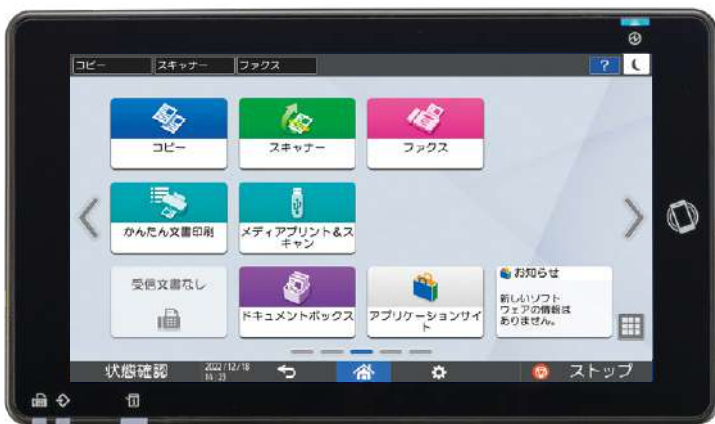 コピー スキャナー ファクス ?
コピー
スキャナー
ファクス
かんたん文書印刷
メディアプリント&ス
キャン
受信文書なし
ドキュメントボックス
アプリケーションサイ
ト
お知らせ
新しいソフト
ウェアの情報は
ありません。
状態確認
2022/12/18
14:23
ストップ